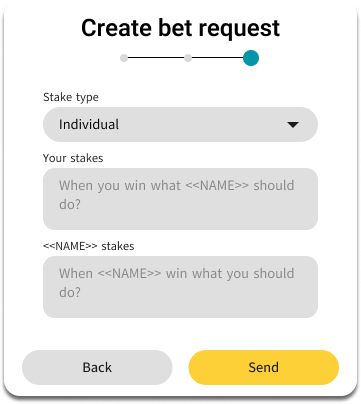 Create bet request
Stake type
Individual
Your stakes
When you win what <<NAME>> should
do?
<<NAME>> stakes
When <<NAME>> win what you should
do?
Back
Send